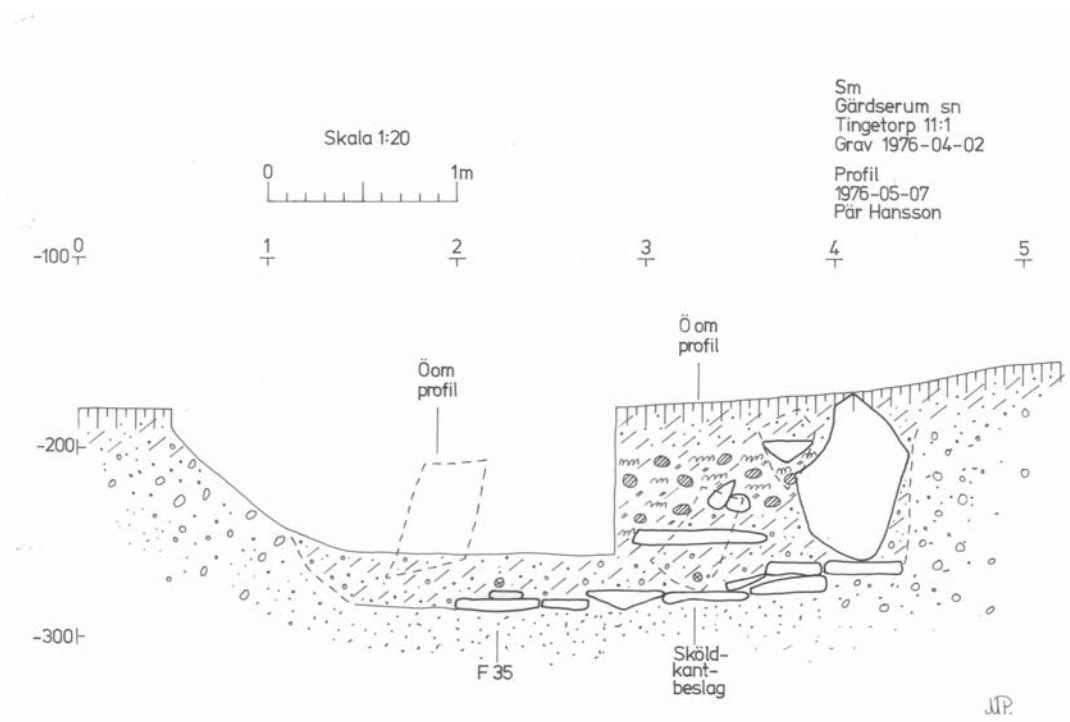 Sm
Gärdserum sn
Tingetorp 11:1
Grav 1976-04-02
Profil
1976-05-07
Pär Hansson
Skala 1:20
0 1m
-100 0 1 2 3 4 5
Öom
profil
Ö om
profil
-200
-300
F 35
Sköld-
kant-
beslag
MP.